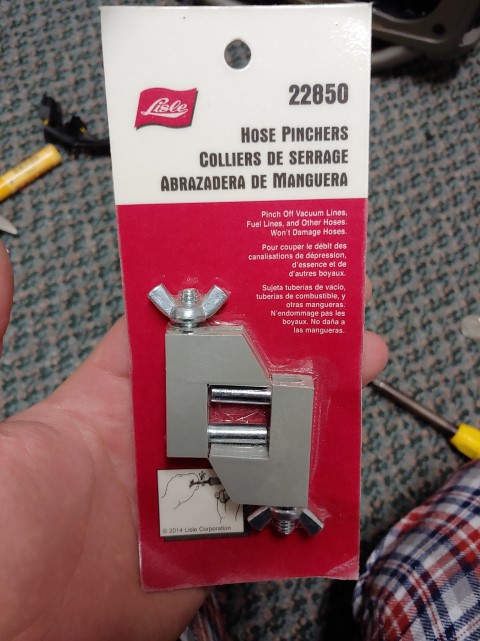 Lisle
22850
HOSE PINCHERS
COLLIERS DE SERRAGE
ABRAZADERA DE MANGUERA
Pinch Off Vacuum Lines,
Fuel Lines, and Other Hoses.
Won't Damage Hoses.
Pour couper le débit des
canalisations de dépression,
d'essence et de
d'autres boyaux.
Sujeta tuberías de vacio,
tuberías de combustible, y
otras mangueras.
N'endommage pas les
boyaux. No daña a
las mangueras.
© 2014 Lisle Corporation